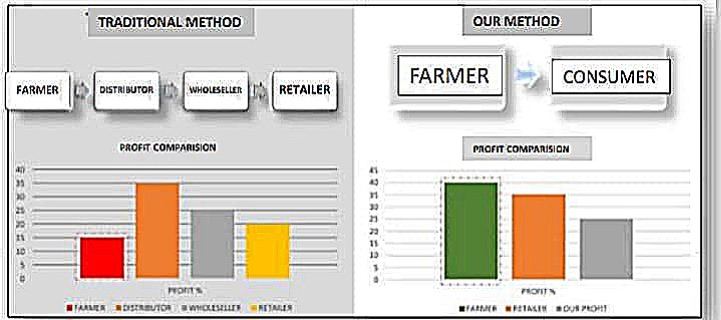 TRADITIONAL METHOD
FARMER
DISTRIBUTOR
WHOLESELLER
RETAILER
PROFIT COMPARISION
40
35
30
25
20
15
10
5
0
PROFIT %
FARMER DISTRIBUTOR WHOLESELLER RETAILER
OUR METHOD
FARMER
CONSUMER
PROFIT COMPARISION
45
40
35
30
25
20
15
10
5
0
PROFIT %
FARMER RETAILER OUR PROFIT